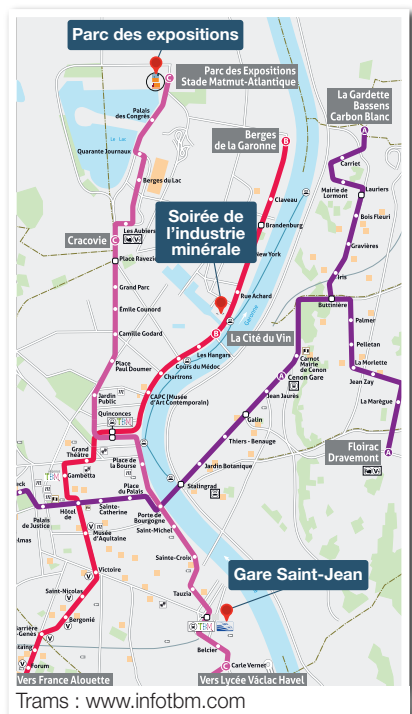 Parc des expositions
Parc des Expositions
Stade Matmut-Atlantique
C
La Gardette
Bassens
Carbon Blanc
A
Palais
des Congrès
Le Lac
Quarante Journaux
Berges
de la Garonne
B
Carriet
Berges du Lac
Mairie de
Lormont
Lauriers
Claveau
Soirée de
l'industrie
minérale
Bois Fleuri
Les Aubiers
Brandenburg
Cracovie
C
Gravières
Place Ravezie
New York
Iris
Grand Parc
Rue Achard
Buttinière
Garonne
Émile Counord
Palmer
B
La Cité du Vin
Camille Godard
Pelletan
Les Hangars
Carnot
Mairie
de Cenon
Cenon Gare
A
La Morlette
Place
Paul Doumer
Cours du Médoc
Chartrons
Jean Zay
Jean Jaurès
La Marègue
Jardin
Public
CAPC (Musée
d'Art Contemporain)
Quinconces
TBM
Galin
Floirac
Dravemont
A
Grand
Théâtre
Thiers - Benauge
Place de
la Bourse
Gambetta
Jardin Botanique
Place
du Palais
Stalingrad
Palais
de Justice
Hôtel
de
Sainte-
Catherine
Porte de
Bourgogne
Musée
d'Aquitaine
Saint-Michel
Sainte-Croix
Victoire
Gare Saint-Jean
Saint-Nicolas
Tauzia
Bergonié
TBM
Belcier
Forum
Carle Vernet
C
Vers France Alouette
Vers Lycée Václac Havel
Trams : www.infotbm.com